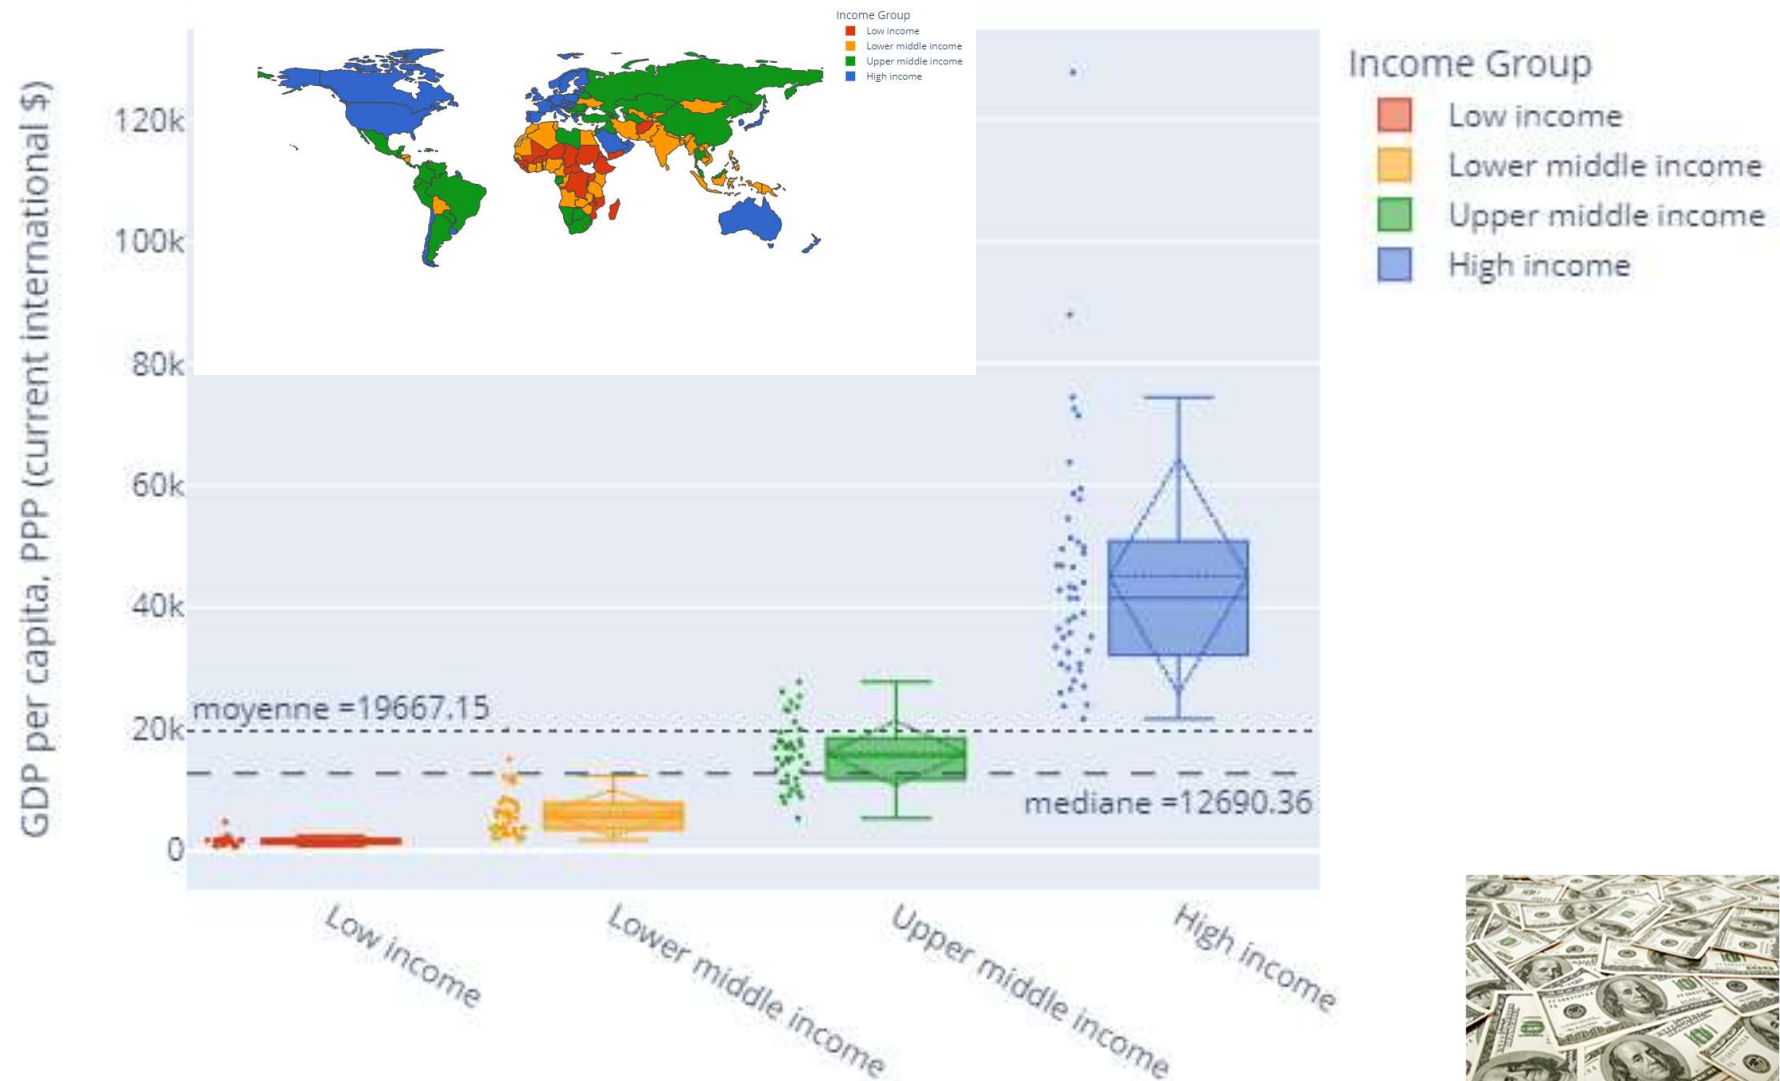 Income Group
Low income
Lower middle income
Upper middle income
High income
GDP per capita, PPP (current international $)
120k
100k
80k
60k
40k
20k
0
moyenne =19667.15
mediane =12690.36
Low income
Lower middle income
Upper middle income
High income
Income Group
Low income
Lower middle income
Upper middle income
High income